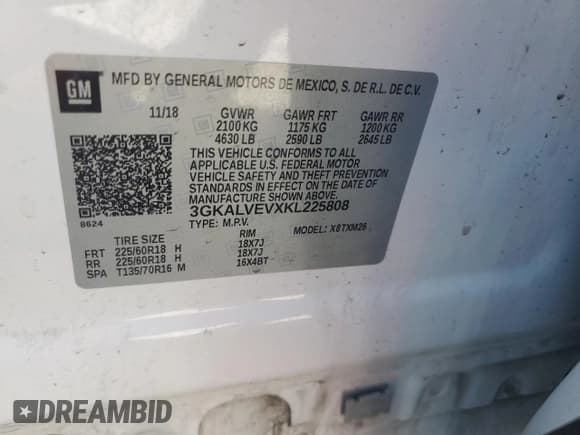 GM
MFD BY GENERAL MOTORS DE MEXICO, S. DE R.L. DE C.V.
11/18 GVWR GAWR FRT GAWR RR
2100 KG 1175 KG 1200 KG
4630 LB 2590 LB 2645 LB
THIS VEHICLE CONFORMS TO ALL
APPLICABLE U.S. FEDERAL MOTOR
VEHICLE SAFETY AND THEFT PREVENTION
STANDARDS IN EFFECT ON THE DATE OF
MANUFACTURE SHOWN ABOVE.
8624 3GKALVEVXKL225808
TYPE: M.P.V. MODEL: X8TXM26
TIRE SIZE RIM
FRT 225/60R18 H 18X7J
RR 225/60R18 H 18X7J
SPA T135/70R16 M 16X4BT
DREAMBID